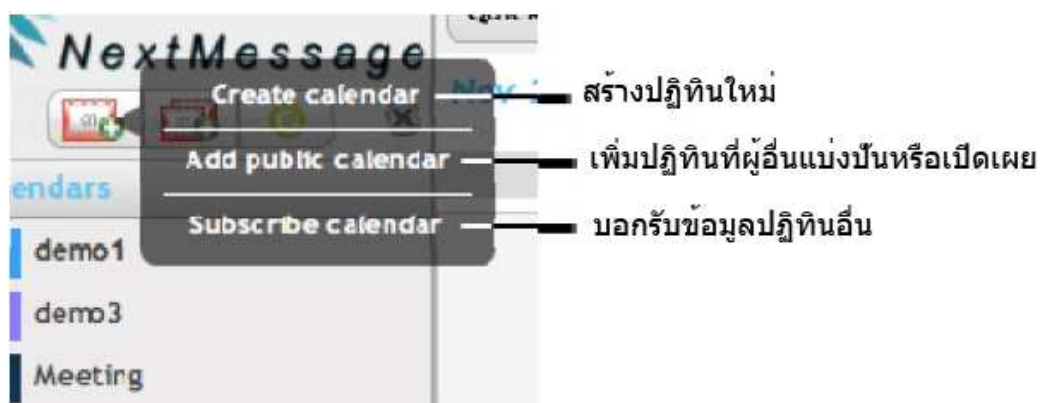 NextMessage
Create calendar
สร้างปฏิทินใหม่
Add public calendar
เพิ่มปฏิทินที่ผู้อื่นแบ่งปันหรือเปิดเผย
endars
Subscribe calendar
บอกรับข้อมูลปฏิทินอื่น
demo1
demo3
Meeting